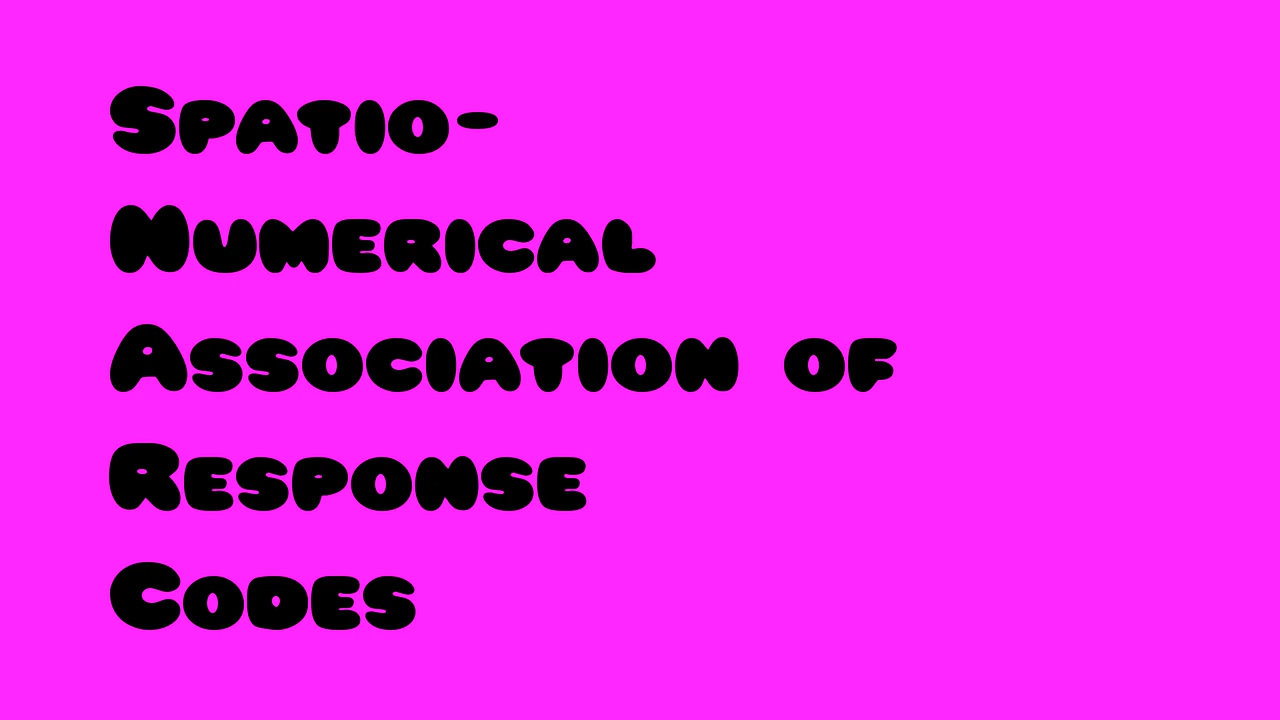 Spatio-
Numerical
Association of
Response
Codes